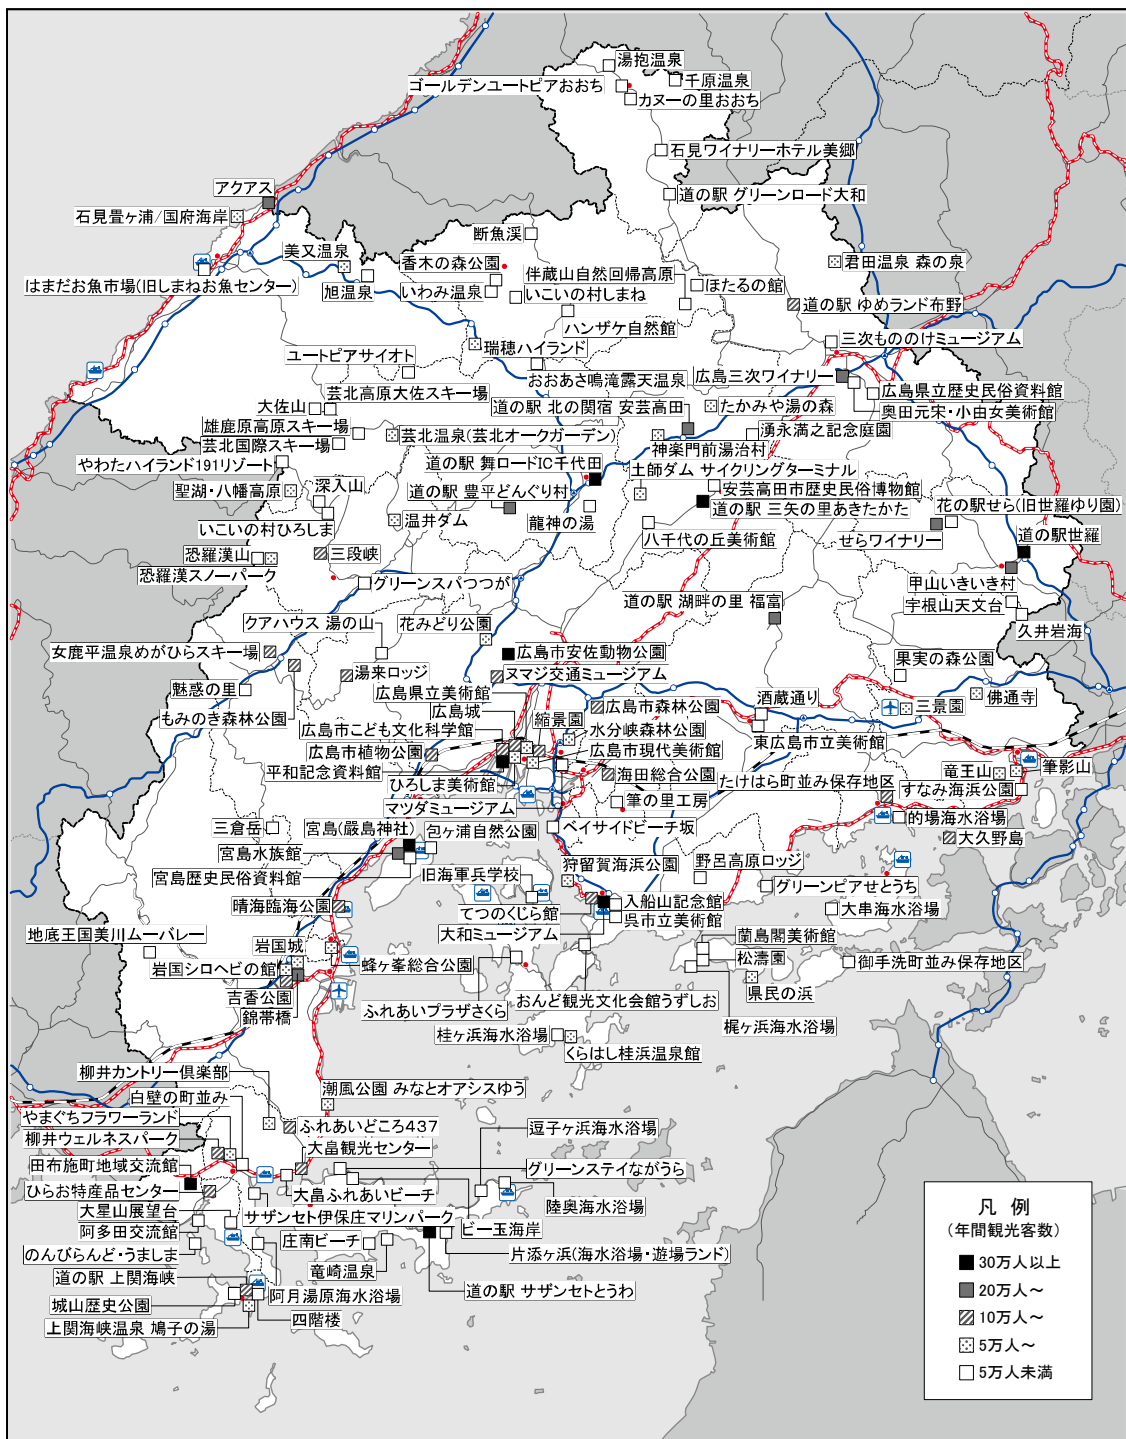 湯抱温泉
千原温泉
ゴールデンユートピアおおち
カヌーの里おおち
石見ワイナリーホテル美郷
道の駅 グリーンロード大和
アクアス
石見畳ヶ浦/国府海岸
断魚渓
美又温泉
香木の森公園
伴蔵山自然回帰高原
君田温泉 森の泉
はまだお魚市場(旧しまねお魚センター)
旭温泉
いわみ温泉
いこいの村しまね
ほたるの館
道の駅 ゆめランド布野
ハンザケ自然館
三次もののけミュージアム
ユートピアサイオト
瑞穂ハイランド
おおあさ鳴滝露天温泉
広島三次ワイナリー
広島県立歴史民俗資料館
芸北高原大佐スキー場
大佐山
道の駅 北の関宿 安芸高田
たかみや湯の森
奥田元宋・小由女美術館
雄鹿原高原スキー場
芸北温泉(芸北オークガーデン)
湧永満之記念庭園
芸北国際スキー場
神楽門前湯治村
やわたハイランド191リゾート
道の駅 舞ロードIC千代田
土師ダム サイクリングターミナル
聖湖・八幡高原
深入山
道の駅 豊平どんぐり村
安芸高田市歴史民俗博物館
花の駅せら(旧世羅ゆり園)
道の駅 三矢の里あきたかた
いこいの村ひろしま
温井ダム
龍神の湯
八千代の丘美術館
せらワイナリー
道の駅世羅
恐羅漢山
三段峡
恐羅漢スノーパーク
グリーンスパつつが
甲山いきいき村
宇根山天文台
道の駅 湖畔の里 福富
クアハウス 湯の山
花みどり公園
久井岩海
女鹿平温泉めがひらスキー場
広島市安佐動物公園
果実の森公園
湯来ロッジ
ヌマジ交通ミュージアム
魅惑の里
広島県立美術館
酒蔵通り
佛通寺
もみのき森林公園
広島城
縮景園
広島市森林公園
三景園
広島市こども文化科学館
水分峡森林公園
東広島市立美術館
広島市植物公園
広島市現代美術館
平和記念資料館
ひろしま美術館
海田総合公園
竜王山
筆影山
たけはら町並み保存地区
すなみ海浜公園
マツダミュージアム
筆の里工房
的場海水浴場
三倉岳
宮島(嚴島神社)
包ヶ浦自然公園
ベイサイドビーチ坂
大久野島
宮島水族館
狩留賀海浜公園
野呂高原ロッジ
宮島歴史民俗資料館
旧海軍兵学校
グリーンピアせとうち
晴海臨海公園
てつのくじら館
入船山記念館
大串海水浴場
呉市立美術館
地底王国美川ムーバレー
岩国城
大和ミュージアム
蘭島閣美術館
松濤園
御手洗町並み保存地区
岩国シロヘビの館
蜂ヶ峯総合公園
県民の浜
吉香公園
おんど観光文化会館うずしお
錦帯橋
ふれあいプラザさくら
梶ヶ浜海水浴場
桂ヶ浜海水浴場
くらはし桂浜温泉館
柳井カントリー倶楽部
潮風公園 みなとオアシスゆう
白壁の町並み
やまぐちフラワーランド
ふれあいどころ437
逗子ヶ浜海水浴場
柳井ウェルネスパーク
大畠観光センター
田布施町地域交流館
グリーンステイながうら
ひらお特産品センター
大畠ふれあいビーチ
陸奥海水浴場
大星山展望台
サザンセト伊保庄マリンパーク
ビー玉海岸
阿多田交流館
庄南ビーチ
片添ヶ浜(海水浴場・遊場ランド)
のんびらんど・うましま
竜崎温泉
道の駅 上関海峡
阿月湯原海水浴場
道の駅 サザンセトとうわ
城山歴史公園
四階楼
上関海峡温泉 鳩子の湯
凡 例
(年間観光客数)
30万人以上
20万人～
10万人～
5万人～
5万人未満